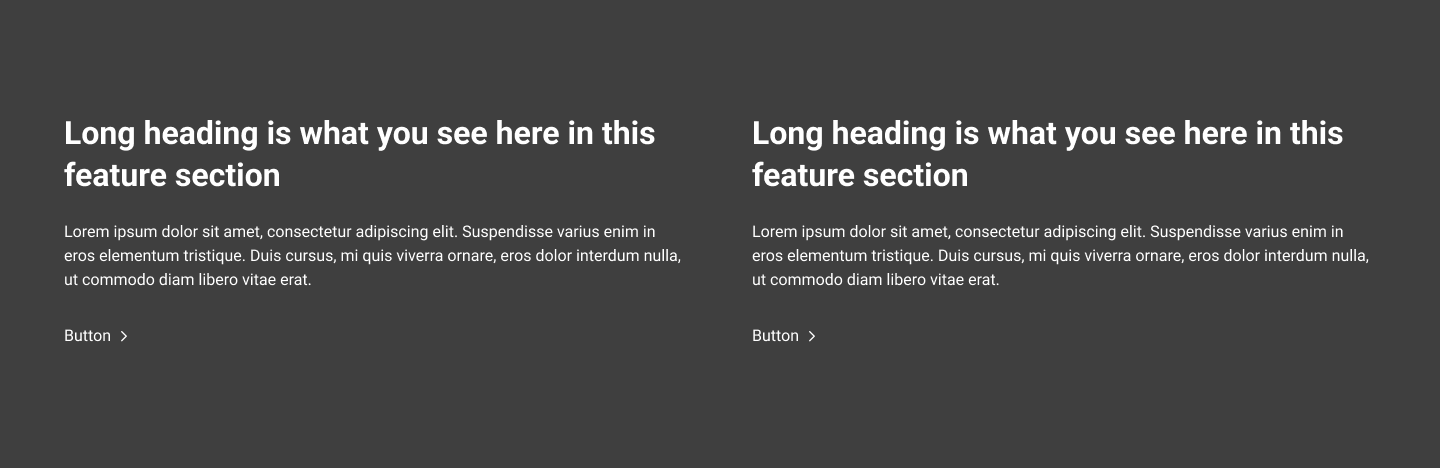 Long heading is what you see here in this
feature section
Lorem ipsum dolor sit amet, consectetur adipiscing elit. Suspendisse varius enim in
eros elementum tristique. Duis cursus, mi quis viverra ornare, eros dolor interdum nulla,
ut commodo diam libero vitae erat.
Button
Long heading is what you see here in this
feature section
Lorem ipsum dolor sit amet, consectetur adipiscing elit. Suspendisse varius enim in
eros elementum tristique. Duis cursus, mi quis viverra ornare, eros dolor interdum nulla,
ut commodo diam libero vitae erat.
Button